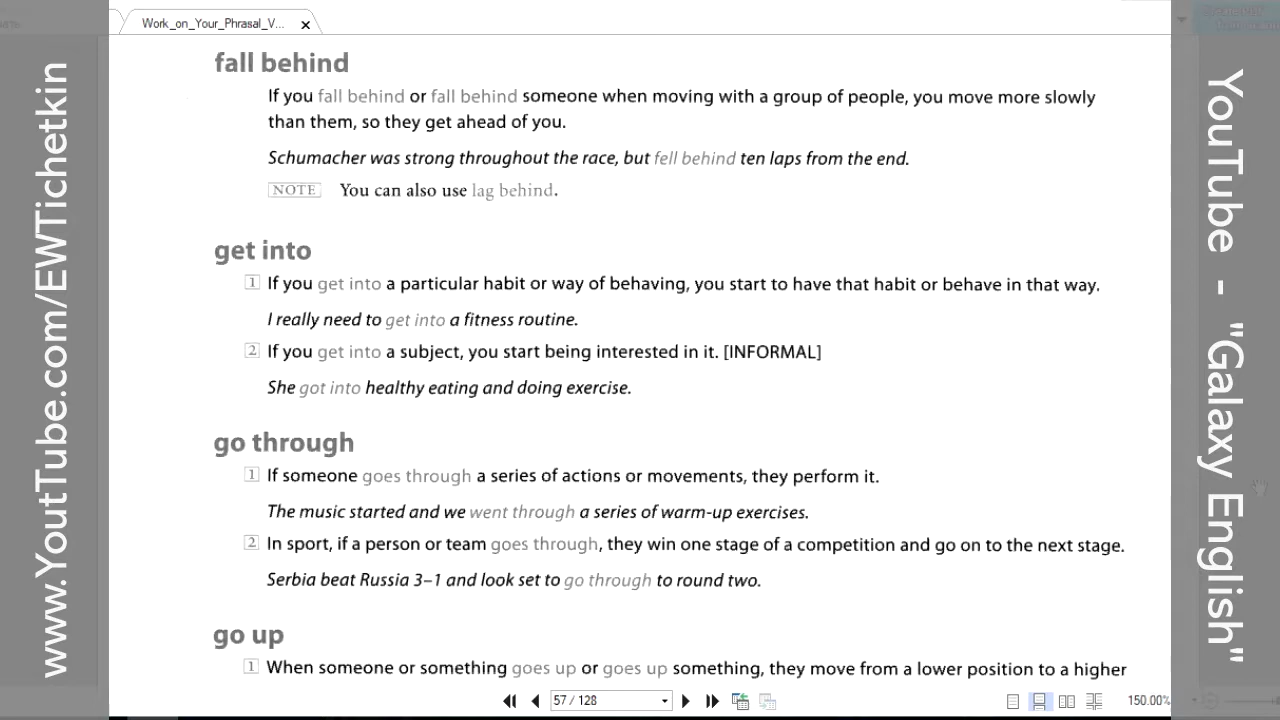 Work_on_Your_Phrasal_V...
fall behind
If you fall behind or fall behind someone when moving with a group of people, you move more slowly
than them, so they get ahead of you.
Schumacher was strong throughout the race, but fell behind ten laps from the end.
NOTE You can also use lag behind.
get into
1 If you get into a particular habit or way of behaving, you start to have that habit or behave in that way.
I really need to get into a fitness routine.
2 If you get into a subject, you start being interested in it. [INFORMAL]
She got into healthy eating and doing exercise.
go through
1 If someone goes through a series of actions or movements, they perform it.
The music started and we went through a series of warm-up exercises.
2 In sport, if a person or team goes through, they win one stage of a competition and go on to the next stage.
Serbia beat Russia 3–1 and look set to go through to round two.
go up
1 When someone or something goes up or goes up something, they move from a lower position to a higher
57 / 128
150.00%
www.YoutTube.com/EWTichetkin
YouTube - "Galaxy English"